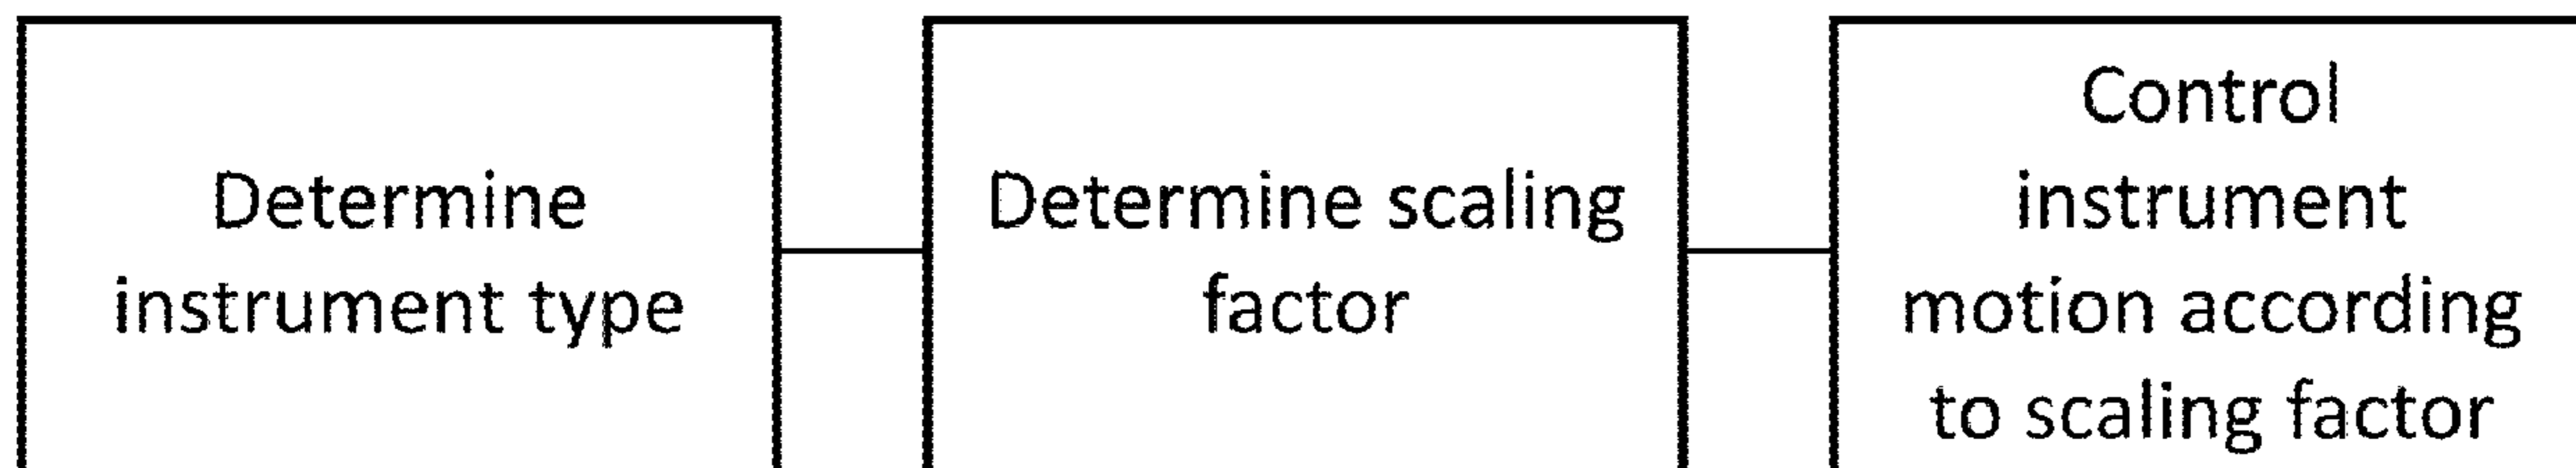 Determine
instrument type
Determine scaling
factor
Control
instrument
motion according
to scaling factor